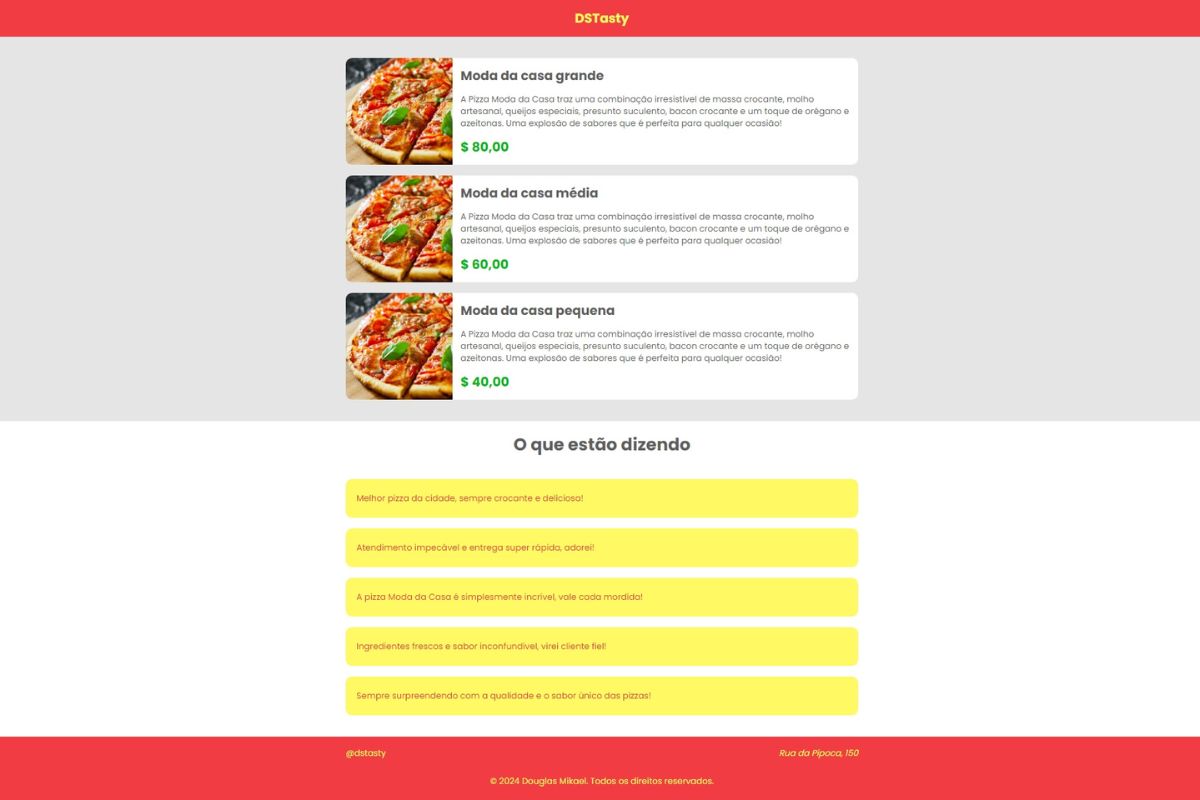 DSTasty
Moda da casa grande
A Pizza Moda da Casa traz uma combinação irresistível de massa crocante, molho
artesanal, queijos especiais, presunto suculento, bacon crocante e um toque de orégano e
azeitonas. Uma explosão de sabores que é perfeita para qualquer ocasião!
$ 80,00
Moda da casa média
A Pizza Moda da Casa traz uma combinação irresistível de massa crocante, molho
artesanal, queijos especiais, presunto suculento, bacon crocante e um toque de orégano e
azeitonas. Uma explosão de sabores que é perfeita para qualquer ocasião!
$ 60,00
Moda da casa pequena
A Pizza Moda da Casa traz uma combinação irresistível de massa crocante, molho
artesanal, queijos especiais, presunto suculento, bacon crocante e um toque de orégano e
azeitonas. Uma explosão de sabores que é perfeita para qualquer ocasião!
$ 40,00
O que estão dizendo
Melhor pizza da cidade, sempre crocante e deliciosa!
Atendimento impecável e entrega super rápida, adorei!
A pizza Moda da Casa é simplesmente incrível, vale cada mordida!
Ingredientes frescos e sabor inconfundível, virei cliente fiel!
Sempre surpreendendo com a qualidade e o sabor único das pizzas!
@dstasty
Rua da Pipoca, 150
© 2024 Douglas Mikael. Todos os direitos reservados.